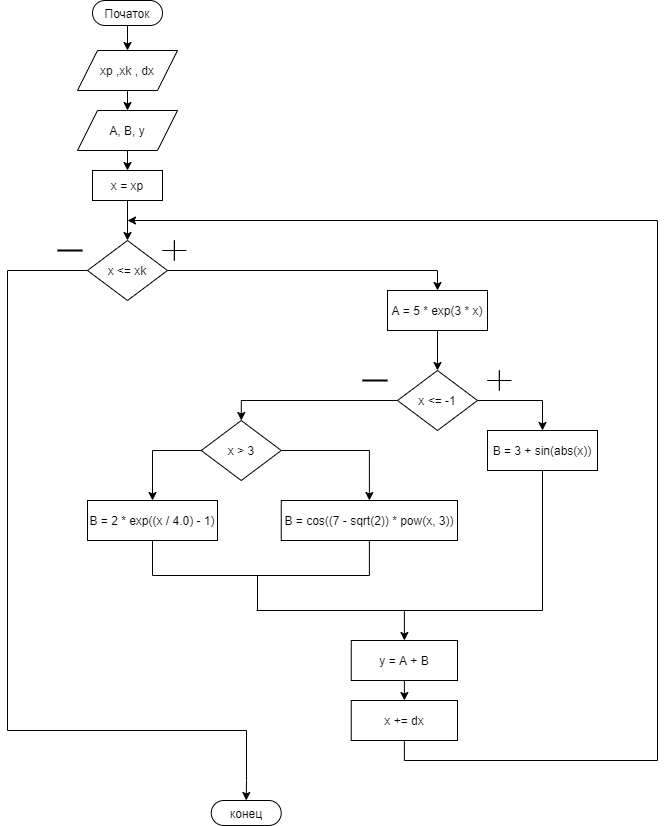 Початок
xp ,xk , dx
A, B, y
x = xp
x <= xk
A = 5 * exp(3 * x)
x <= -1
x > 3
B = 3 + sin(abs(x))
B = 2 * exp((x / 4.0) - 1)
B = cos((7 - sqrt(2)) * pow(x, 3))
y = A + B
x += dx
конец